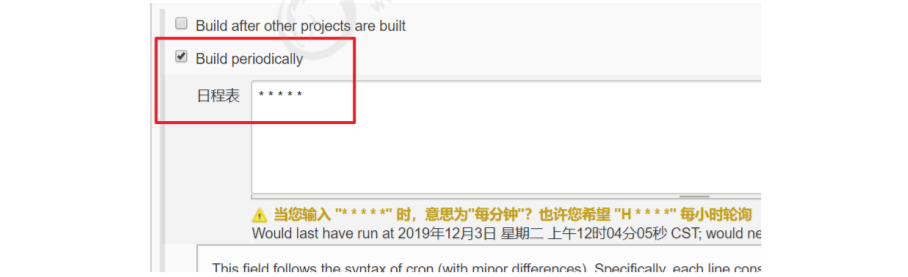 Build after other projects are built
Build periodically
日程表 * * * * *
当您输入 "* * * * *" 时，意思为"每分钟"？也许您希望 "H * * * *" 每小时轮询
Would last have run at 2019年12月3日 星期二 上午12时04分05秒 CST; would ne
This field follows the syntax of cron (with minor differences). Specifically, each line cons